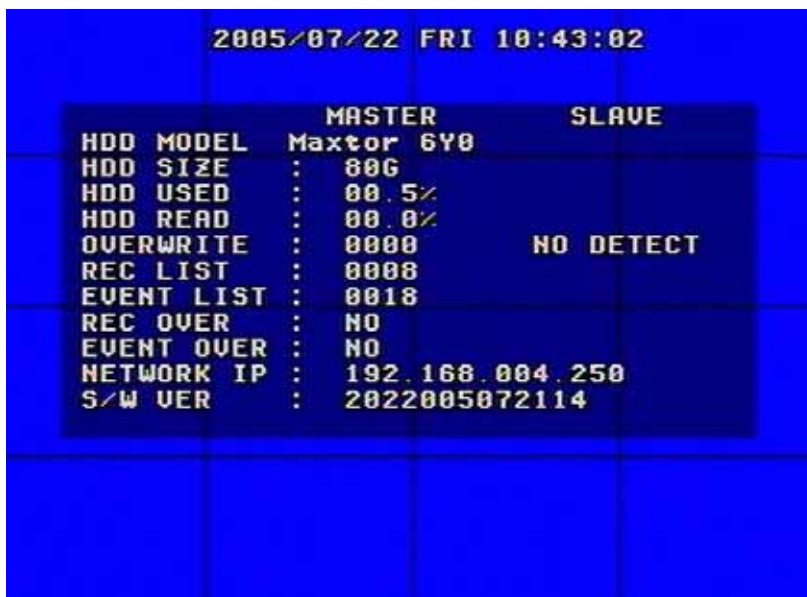 2005/07/22 FRI 10:43:02
MASTER SLAVE
HDD MODEL Maxtor 6Y0
HDD SIZE : 80G
HDD USED : 00.5%
HDD READ : 00.0%
OVERWRITE : 0000 NO DETECT
REC LIST : 0008
EVENT LIST : 0018
REC OVER : NO
EVENT OVER : NO
NETWORK IP : 192.168.004.250
S/W VER : 2022005072114